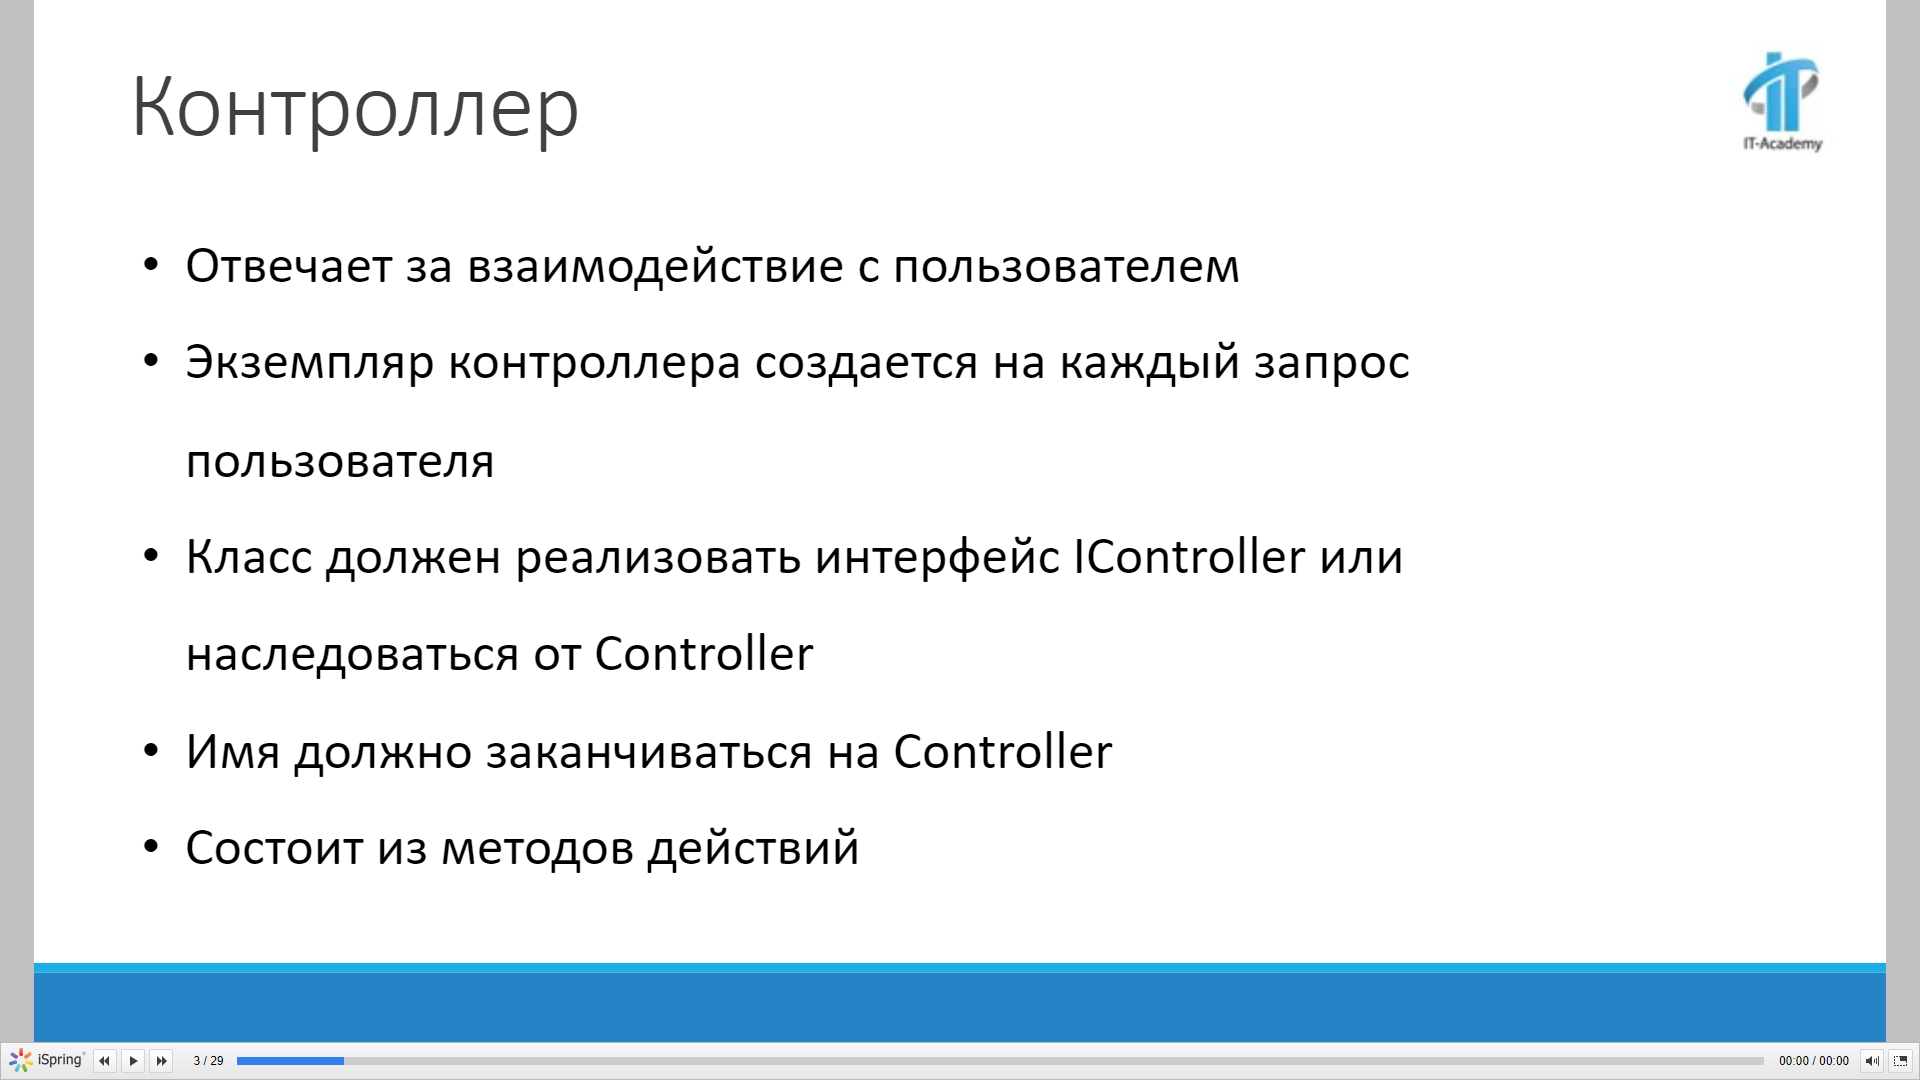 Контроллер
IT-Academy
• Отвечает за взаимодействие с пользователем
• Экземпляр контроллера создается на каждый запрос
пользователя
• Класс должен реализовать интерфейс IController или
наследоваться от Controller
• Имя должно заканчиваться на Controller
• Состоит из методов действий
iSpring
3 / 29
00:00 / 00:00